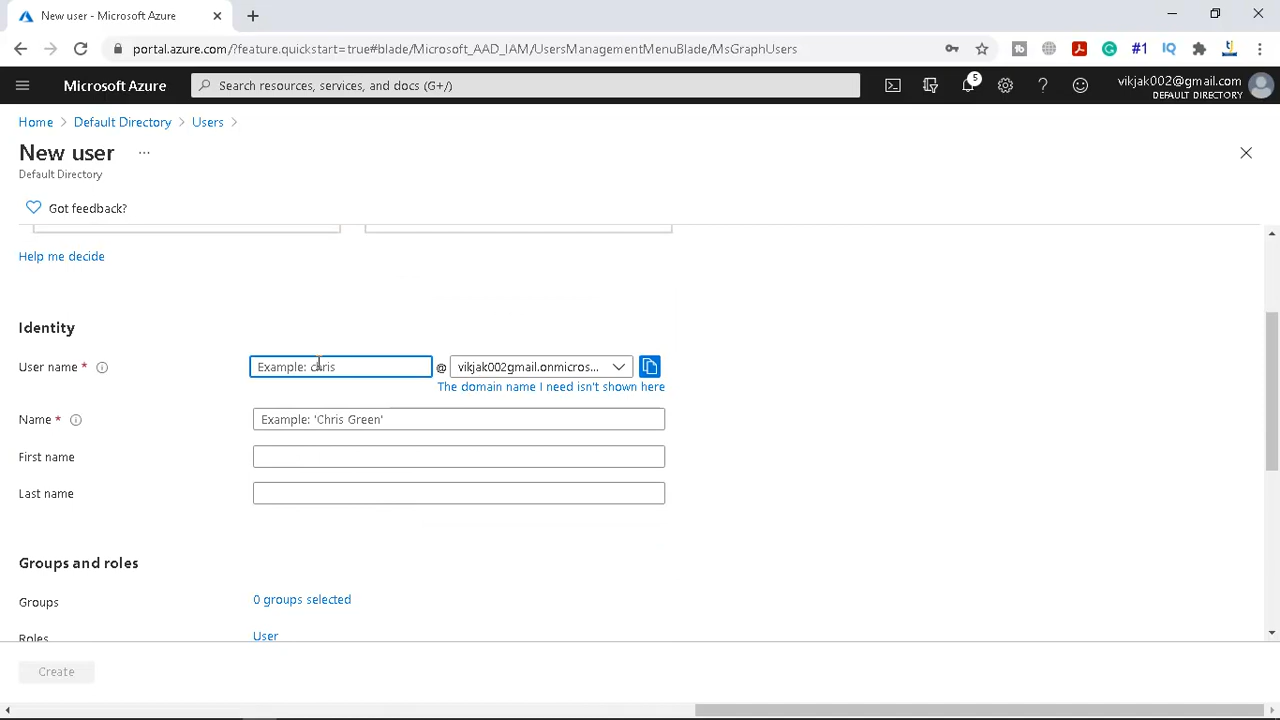 New user - Microsoft Azure
portal.azure.com/?feature.quickstart=true#blade/Microsoft_AAD_IAM/UsersManagementMenuBlade/MsGraphUsers
#1
IQ
Microsoft Azure
Search resources, services, and docs (G+/)
5
vikjak002@gmail.com
DEFAULT DIRECTORY
Home > Default Directory > Users >
New user
...
Default Directory
Got feedback?
Help me decide
Identity
User name *
Example: chris
@
vikjak002gmail.onmicros...
The domain name I need isn't shown here
Name *
Example: 'Chris Green'
First name
Last name
Groups and roles
Groups
0 groups selected
Roles
User
Create